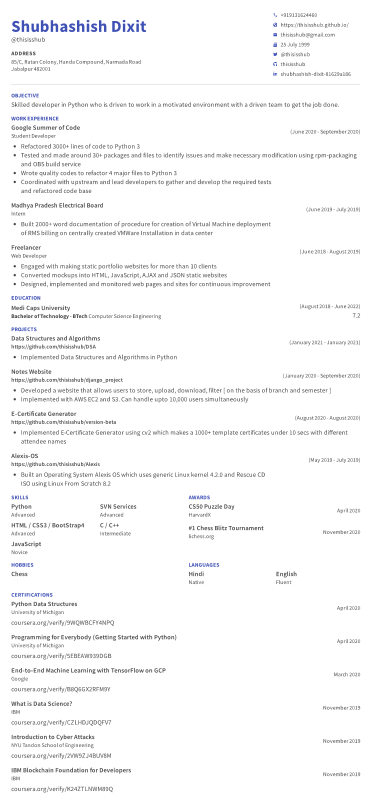 Shubhashish Dixit
@thisisshub
ADDRESS
85/C, Ratan Colony, Handa Compound, Narmada Road
Jabalpur 482001
+919131624460
https://thisisshub.github.io/
thisisshub@gmail.com
25 July 1999
@thisisshub
thisisshub
shubhashish-dixit-81629a186
OBJECTIVE
Skilled developer in Python who is driven to work in a motivated environment with a driven team to get the job done.
WORK EXPERIENCE
Google Summer of Code
(June 2020 - September 2020)
Student Developer
• Refactored 3000+ lines of code to Python 3
• Tested and made around 30+ packages and files to identify issues and make necessary modification using rpm-packaging
and OBS build service
• Wrote quality codes to refactor 4 major files to Python 3
• Coordinated with upstream and lead developers to gather and develop the required tests
and refactored code base
Madhya Pradesh Electrical Board
(June 2019 - July 2019)
Intern
• Built 2000+ word documentation of procedure for creation of Virtual Machine deployment
of RMS billing on centrally created VMWare Installation in data center
Freelancer
(June 2018 - August 2019)
Web Developer
• Engaged with making static portfolio websites for more than 10 clients
• Converted mockups into HTML, JavaScript, AJAX and JSON static websites
• Designed, implemented and monitored web pages and sites for continuous improvement
EDUCATION
Medi Caps University
(August 2018 - June 2022)
Bachelor of Technology - BTech Computer Science Engineering
7.2
PROJECTS
Data Structures and Algorithms
(January 2021 - January 2021)
https://github.com/thisisshub/DSA
• Implemented Data Structures and Algorithms in Python
Notes Website
(January 2020 - September 2020)
https://github.com/thisisshub/django_project
• Developed a website that allows users to store, upload, download, filter [ on the basis of branch and semester ]
• Implemented with AWS EC2 and S3. Can handle upto 10,000 users simultaneously
E-Certificate Generator
(August 2020 - August 2020)
https://github.com/thisisshub/version-beta
• Implemented E-Certificate Generator using cv2 which makes a 1000+ template certificates under 10 secs with different
attendee names
Alexis-OS
(May 2019 - July 2019)
https://github.com/thisisshub/Alexis
• Built an Operating System Alexis OS which uses generic Linux kernel 4.2.0 and Rescue CD
ISO using Linux From Scratch 8.2
SKILLS
Python
Advanced
SVN Services
Advanced
HTML / CSS3 / BootStrap4
Advanced
C / C++
Intermediate
JavaScript
Novice
AWARDS
CS50 Puzzle Day
HarvardX
April 2020
#1 Chess Blitz Tournament
lichess.org
November 2020
HOBBIES
Chess
LANGUAGES
Hindi
Native
English
Fluent
CERTIFICATIONS
Python Data Structures
April 2020
University of Michigan
coursera.org/verify/9WQWBCFY4NPQ
Programming for Everybody (Getting Started with Python)
April 2020
University of Michigan
coursera.org/verify/SEBEAW939DGB
End-to-End Machine Learning with TensorFlow on GCP
March 2020
Google
coursera.org/verify/B8Q6GX2RFM9Y
What is Data Science?
November 2019
IBM
coursera.org/verify/CZLHDJQDQFV7
Introduction to Cyber Attacks
November 2019
NYU Tandon School of Engineering
coursera.org/verify/2VW9ZJ4BUV8M
IBM Blockchain Foundation for Developers
November 2019
IBM
coursera.org/verify/K24ZTLNWM89Q